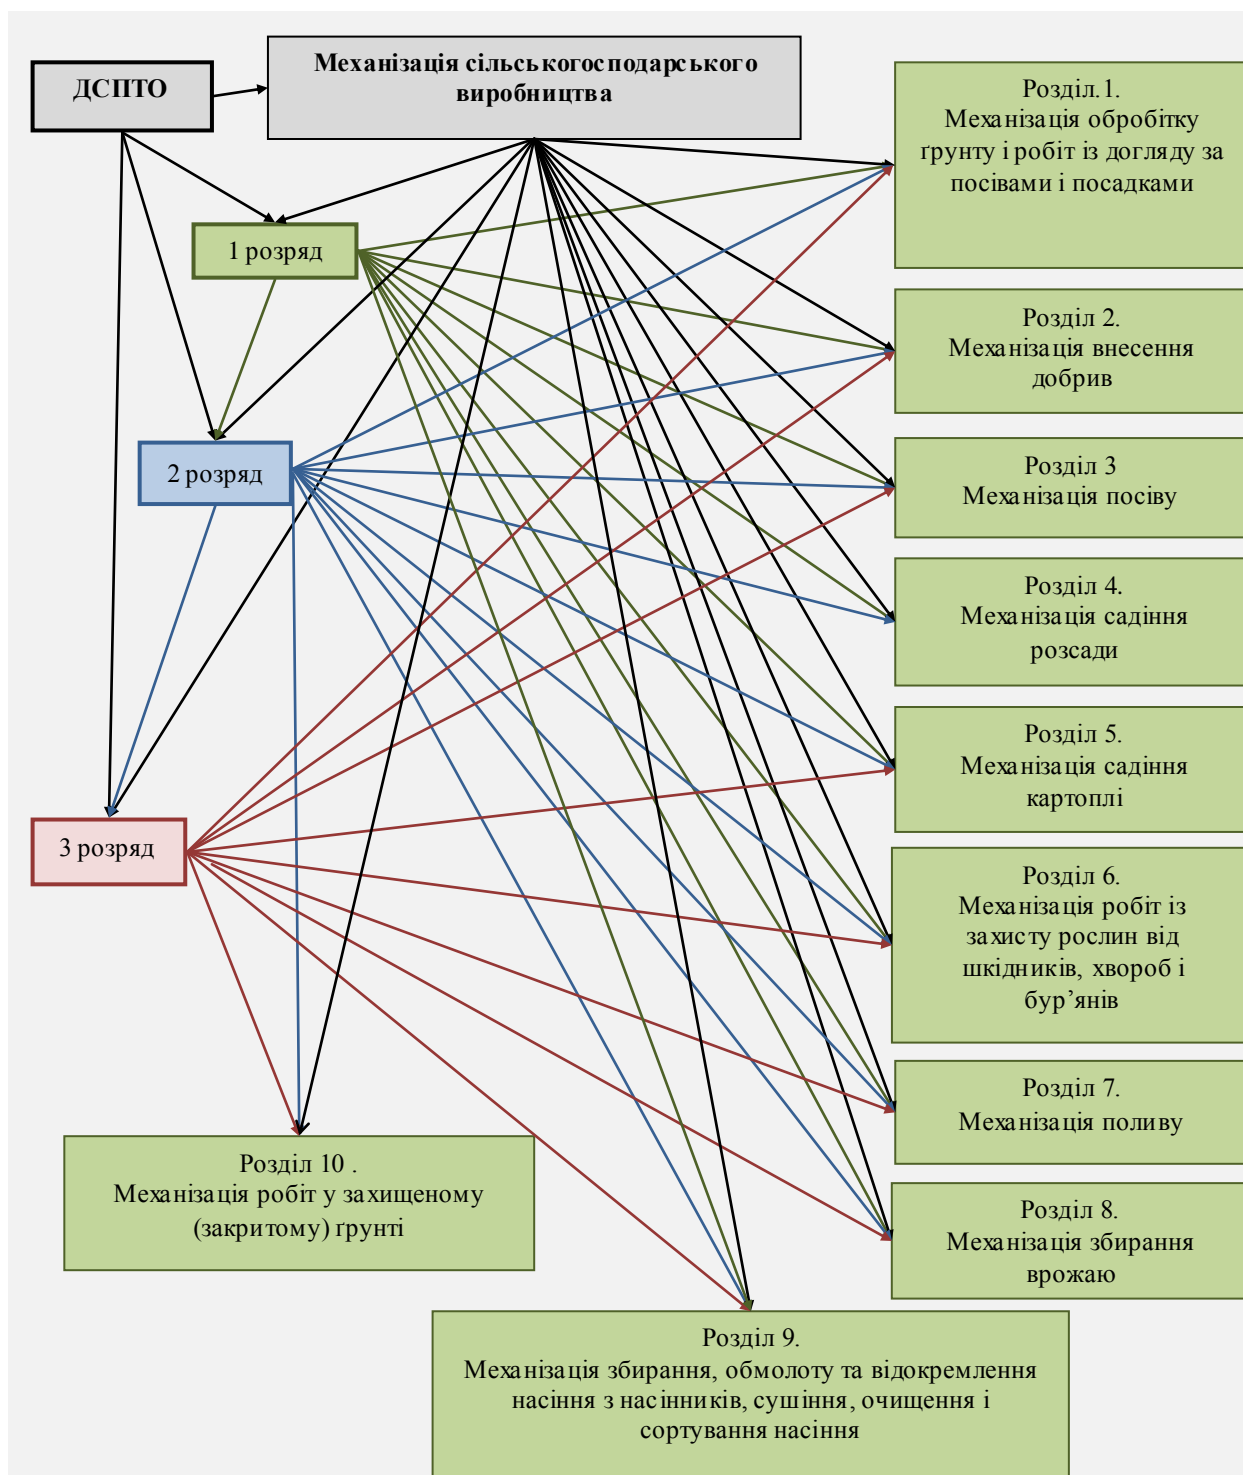 ДСПТО
Механізація сільськогосподарського
виробництва
Розділ.1.
Механізація обробітку
ґрунту і робіт із догляду за
посівами і посадками
1 розряд
Розділ 2.
Механізація внесення
добрив
2 розряд
Розділ 3
Механізація посіву
Розділ 4.
Механізація садіння
розсади
Розділ 5.
Механізація садіння
картоплі
3 розряд
Розділ 6.
Механізація робіт із
захисту рослин від
шкідників, хвороб і
бур’янів
Розділ 7.
Механізація поливу
Розділ 10 .
Механізація робіт у захищеному
(закритому) ґрунті
Розділ 8.
Механізація збирання
врожаю
Розділ 9.
Механізація збирання, обмолоту та відокремлення
насіння з насінників, сушіння, очищення і
сортування насіння